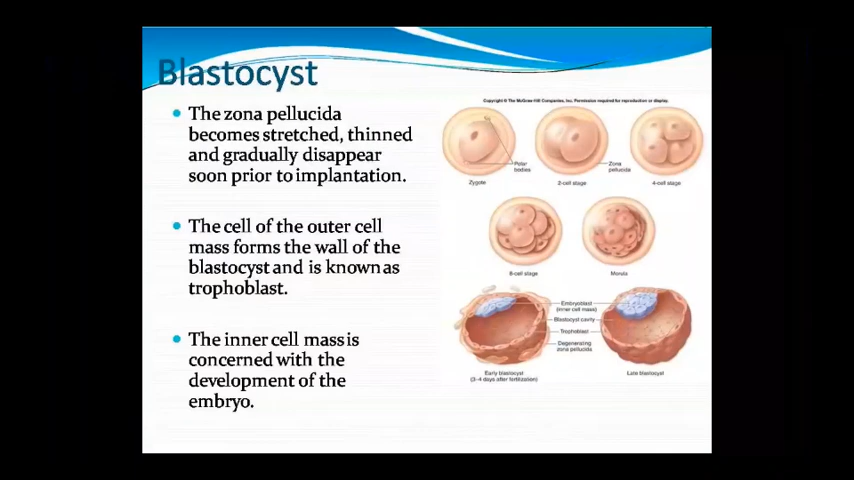 Blastocyst
The zona pellucida
becomes stretched, thinned
and gradually disappear
soon prior to implantation.
The cell of the outer cell
mass forms the wall of the
blastocyst and is known as
trophoblast.
The inner cell mass is
concerned with the
development of the
embryo.
Copyright © The McGraw-Hill Companies, Inc. Permission required for reproduction or display.
Polar
bodies
Zona
pellucida
Zygote
2-cell stage
4-cell stage
8-cell stage
Morula
Embryoblast
(inner cell mass)
Blastocyst cavity
Trophoblast
Degenerating
zona pellucida
Early blastocyst
(3-4 days after fertilization)
Late blastocyst